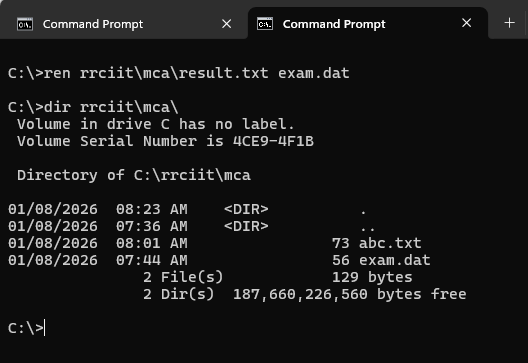 Command Prompt Command Prompt
C:\>ren rrciit\mca\result.txt exam.dat
C:\>dir rrciit\mca\
 Volume in drive C has no label.
 Volume Serial Number is 4CE9-4F1B
 Directory of C:\rrciit\mca
01/08/2026  08:23 AM    <DIR>          .
01/08/2026  07:36 AM    <DIR>          ..
01/08/2026  08:01 AM                73 abc.txt
01/08/2026  07:44 AM                56 exam.dat
               2 File(s)            129 bytes
               2 Dir(s)  187,660,226,560 bytes free
C:\>